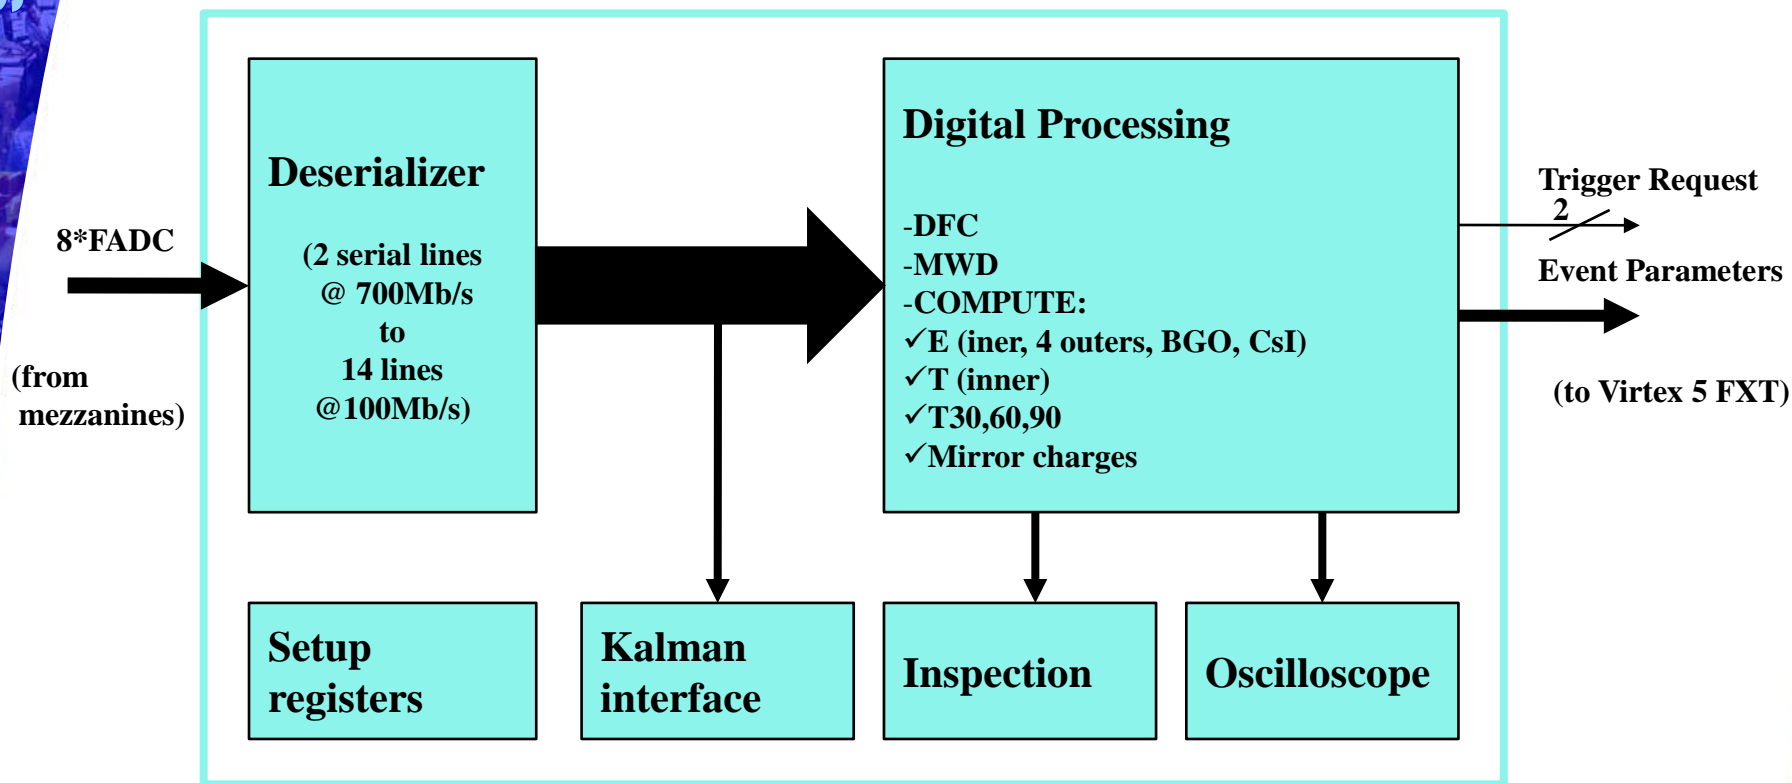 8*FADC
(from
mezzanines)
Deserializer
(2 serial lines
@ 700Mb/s
to
14 lines
@100Mb/s)
Digital Processing
-DFC
-MWD
-COMPUTE:
✓E (iner, 4 outers, BGO, CsI)
✓T (inner)
✓T30,60,90
✓Mirror charges
Trigger Request
2
Event Parameters
(to Virtex 5 FXT)
Setup
registers
Kalman
interface
Inspection
Oscilloscope